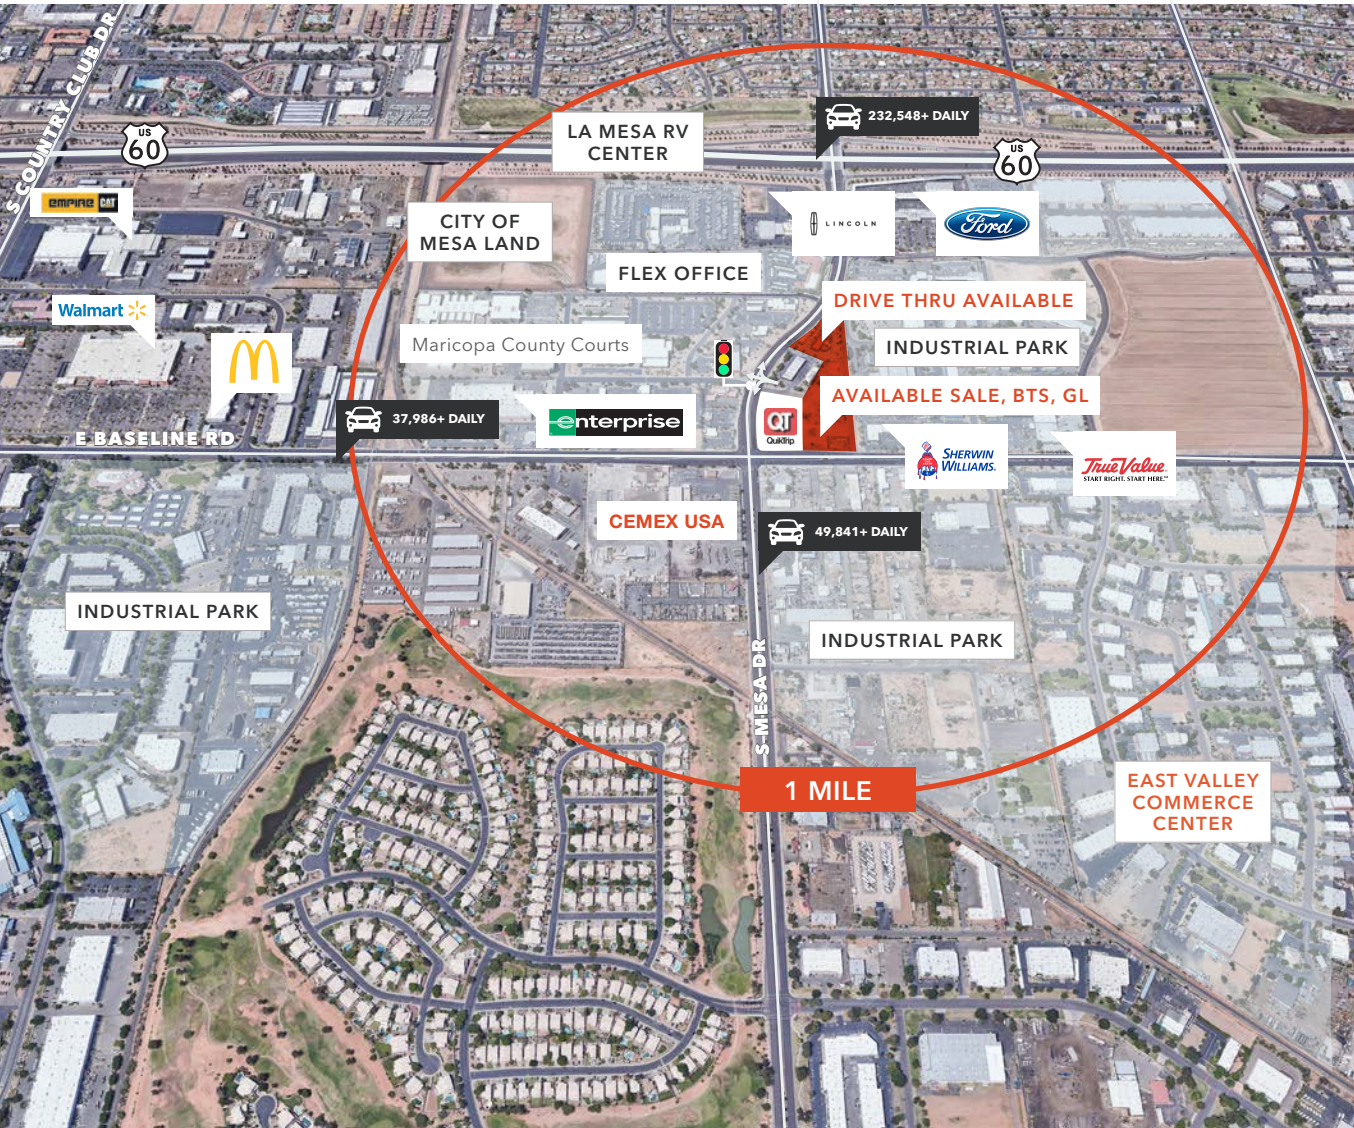 S COUNTRY CLUB DR
US
60
LA MESA RV
CENTER
232,548+ DAILY
US
60
EMPIRE CAT
CITY OF
MESA LAND
LINCOLN
Ford
FLEX OFFICE
Walmart
DRIVE THRU AVAILABLE
Maricopa County Courts
INDUSTRIAL PARK
AVAILABLE SALE, BTS, GL
37,986+ DAILY
enterprise
QT
QuikTrip
E BASELINE RD
SHERWIN
WILLIAMS.
True Value.
START RIGHT. START HERE.™
CEMEX USA
49,841+ DAILY
INDUSTRIAL PARK
INDUSTRIAL PARK
S MESA DR
1 MILE
EAST VALLEY
COMMERCE
CENTER